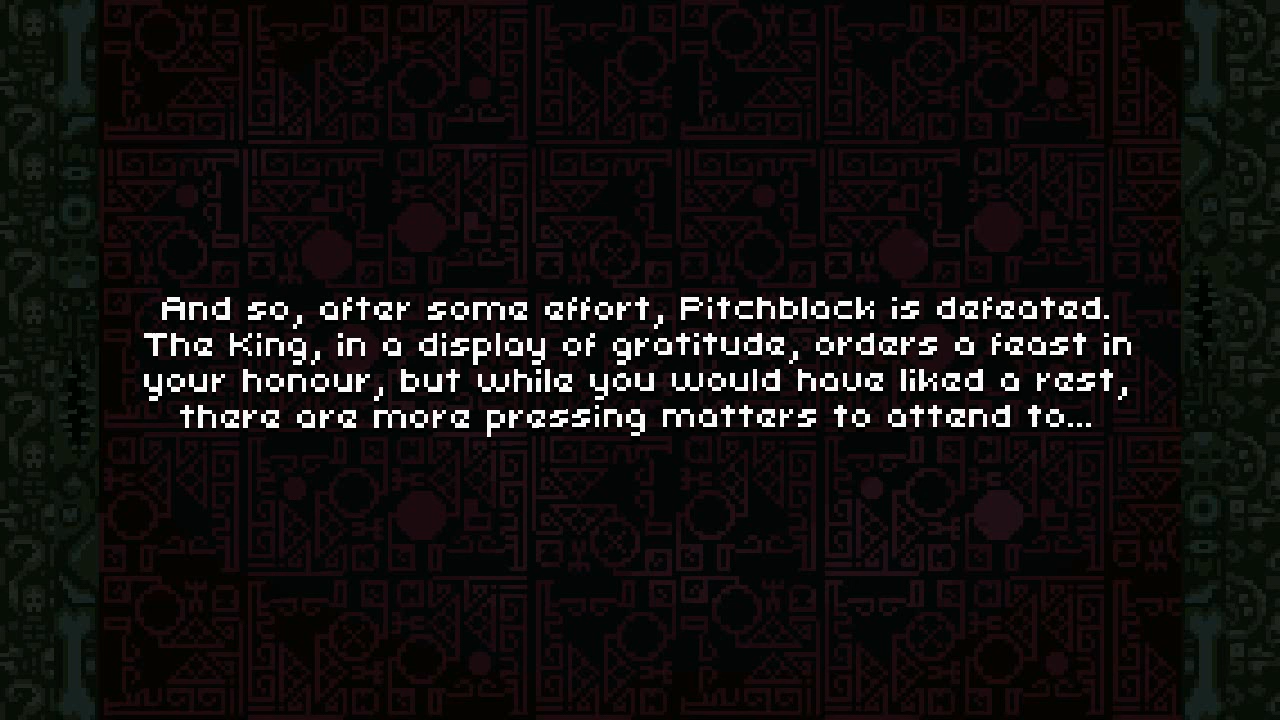 And so, after some effort, Pitchblack is defeated.
The King, in a display of gratitude, orders a feast in
your honour, but while you would have liked a rest,
there are more pressing matters to attend to...